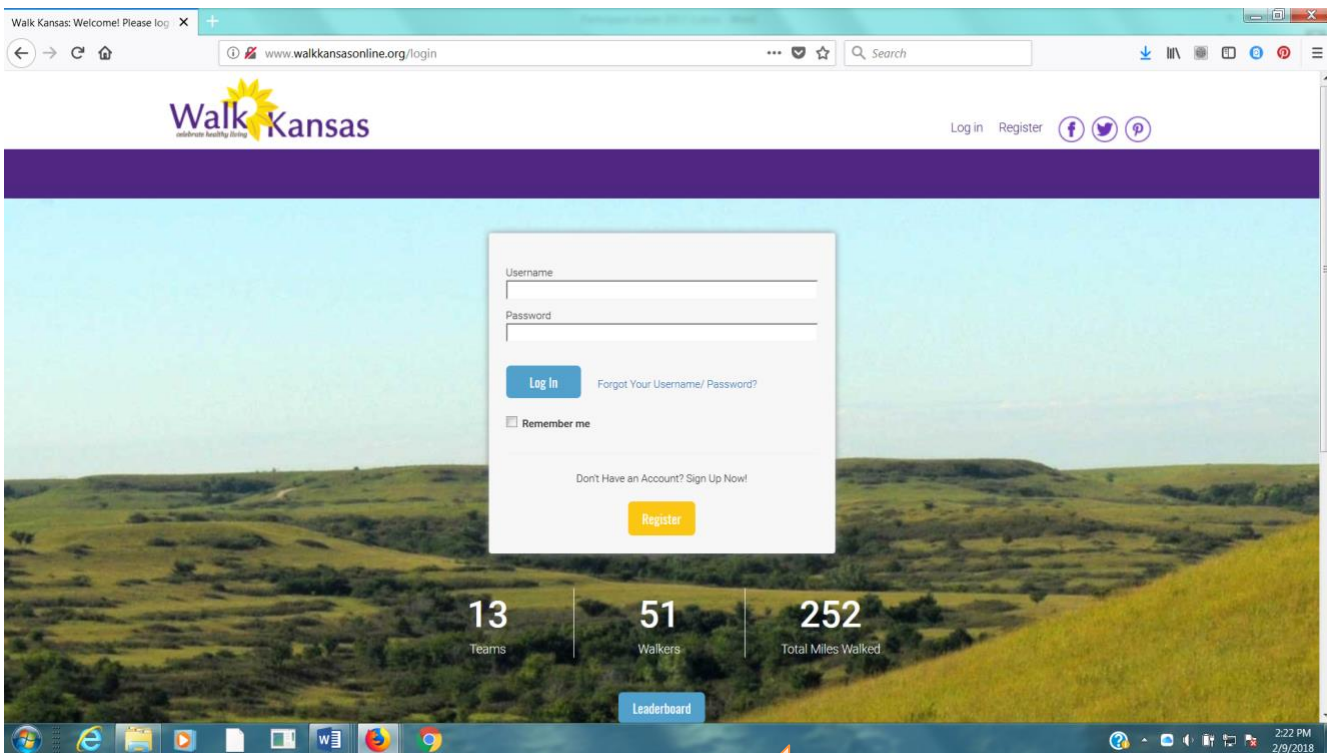 Walk Kansas: Welcome! Please log
www.walkkansasonline.org/login
Search
Walk Kansas
celebrate healthy living
Log in Register
Username
Password
Log In Forgot Your Username/ Password?
Remember me
Don't Have an Account? Sign Up Now!
Register
13 51 252
Teams Walkers Total Miles Walked
Leaderboard
2:22 PM
2/9/2018